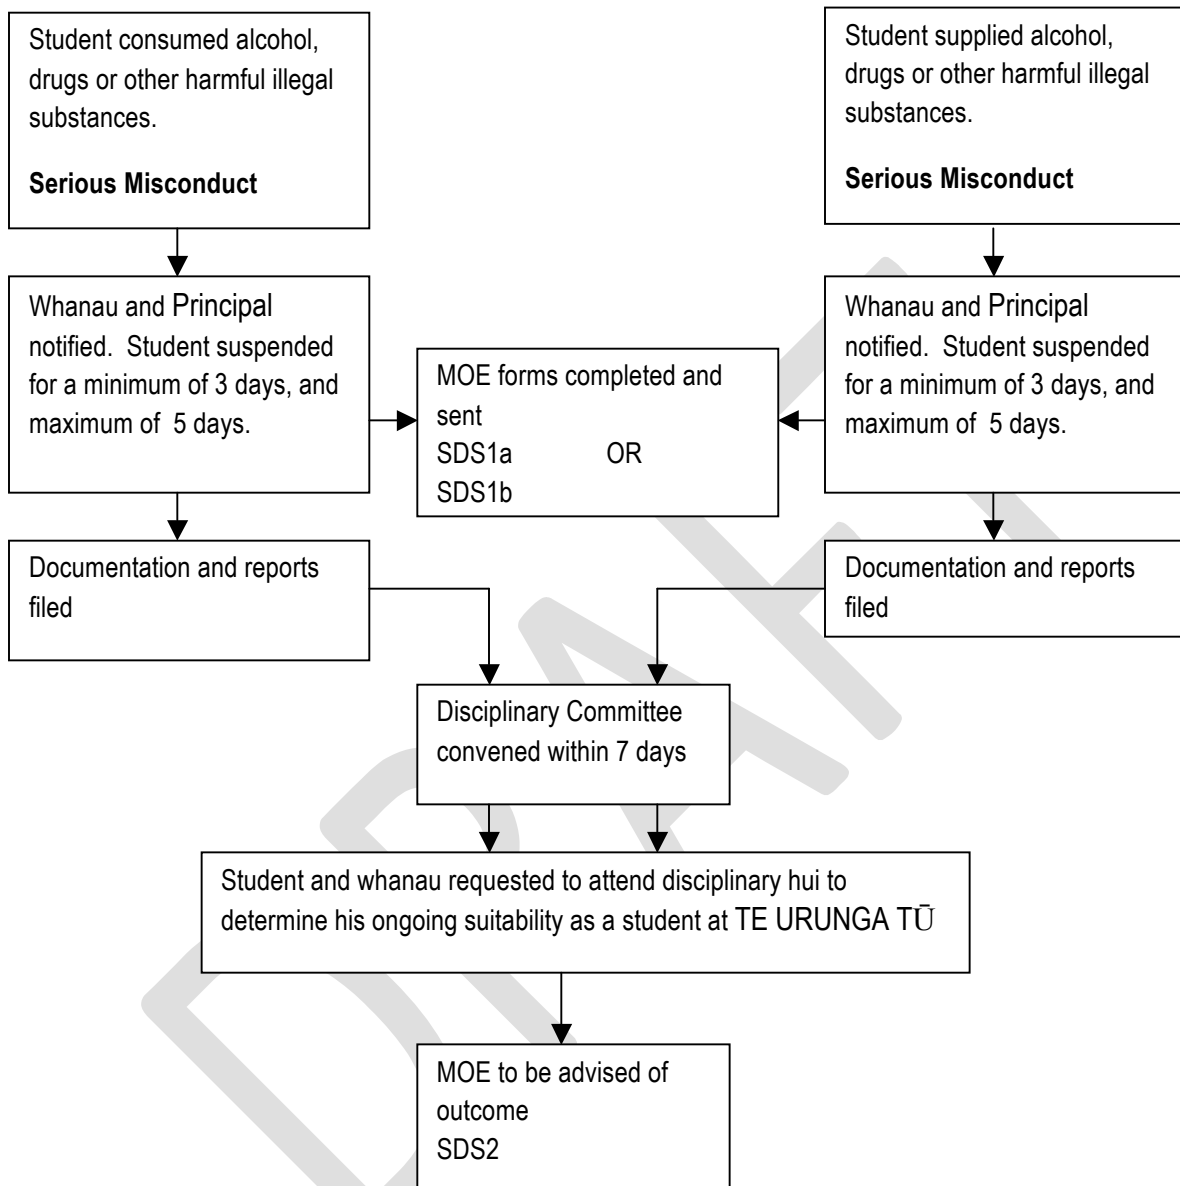 Student consumed alcohol,
drugs or other harmful illegal
substances.
Serious Misconduct
Student supplied alcohol,
drugs or other harmful illegal
substances.
Serious Misconduct
Whanau and Principal
notified.  Student suspended
for a minimum of 3 days, and
maximum of  5 days.
MOE forms completed and
sent
SDS1a OR
SDS1b
Whanau and Principal
notified.  Student suspended
for a minimum of 3 days, and
maximum of  5 days.
Documentation and reports
filed
Documentation and reports
filed
Disciplinary Committee
convened within 7 days
Student and whanau requested to attend disciplinary hui to
determine his ongoing suitability as a student at TE URUNGA TŪ
MOE to be advised of
outcome
SDS2
DRAFT